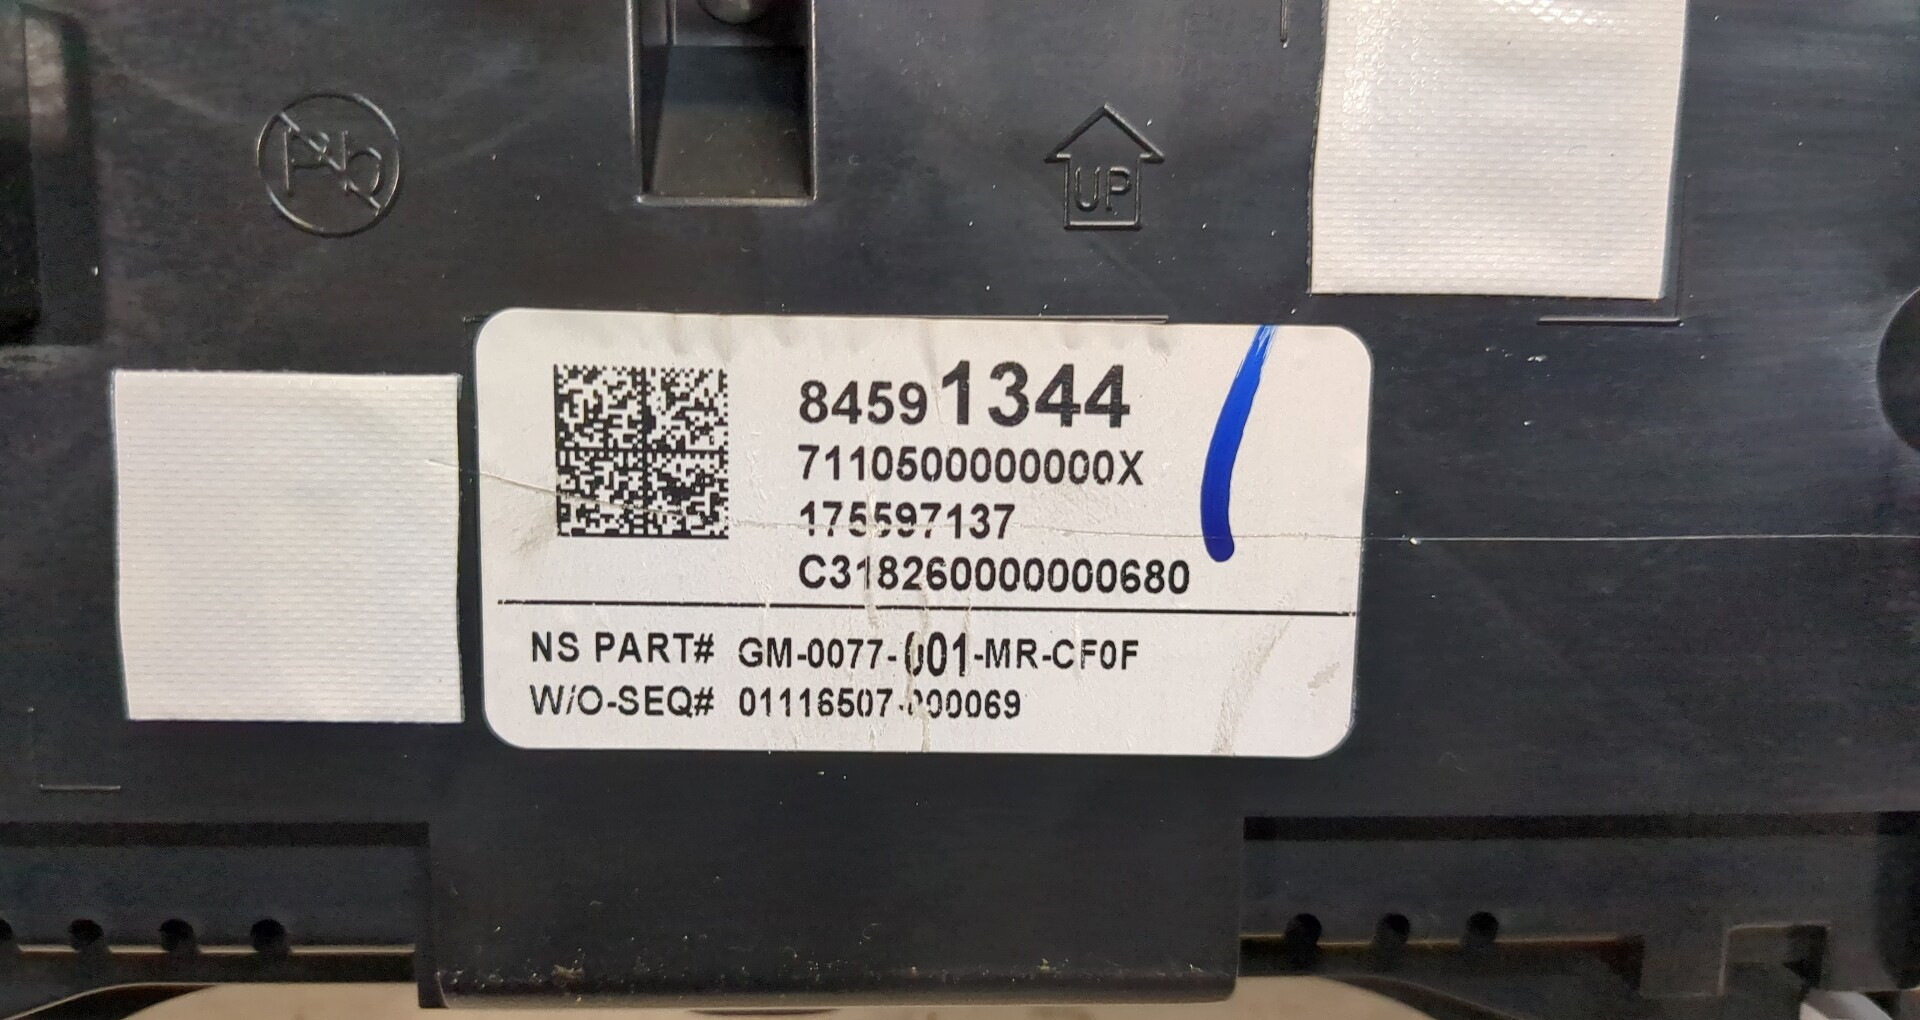 Pb
UP
84591344
7110500000000X
175597137
C318260000000680
NS PART# GM-0077-001-MR-CF0F
W/O-SEQ# 01116507-000069